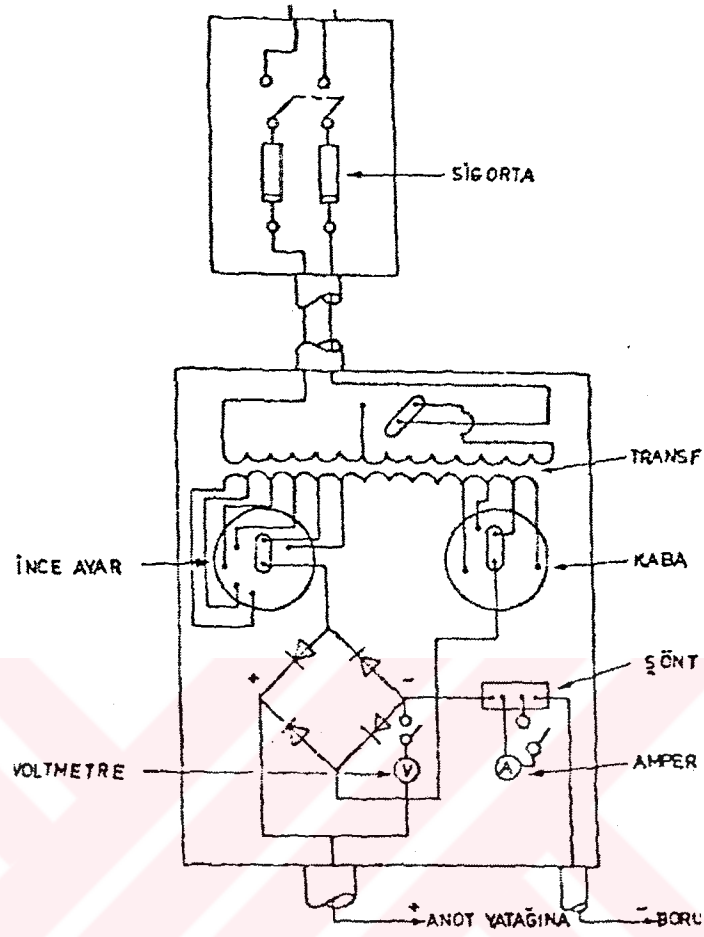 SİGORTA
TRANSF
İNCE AYAR
KABA
+
-
ŞÖNT
VOLTMETRE
V
A
AMPER
+
ANOT YATAĞINA
-
BORU